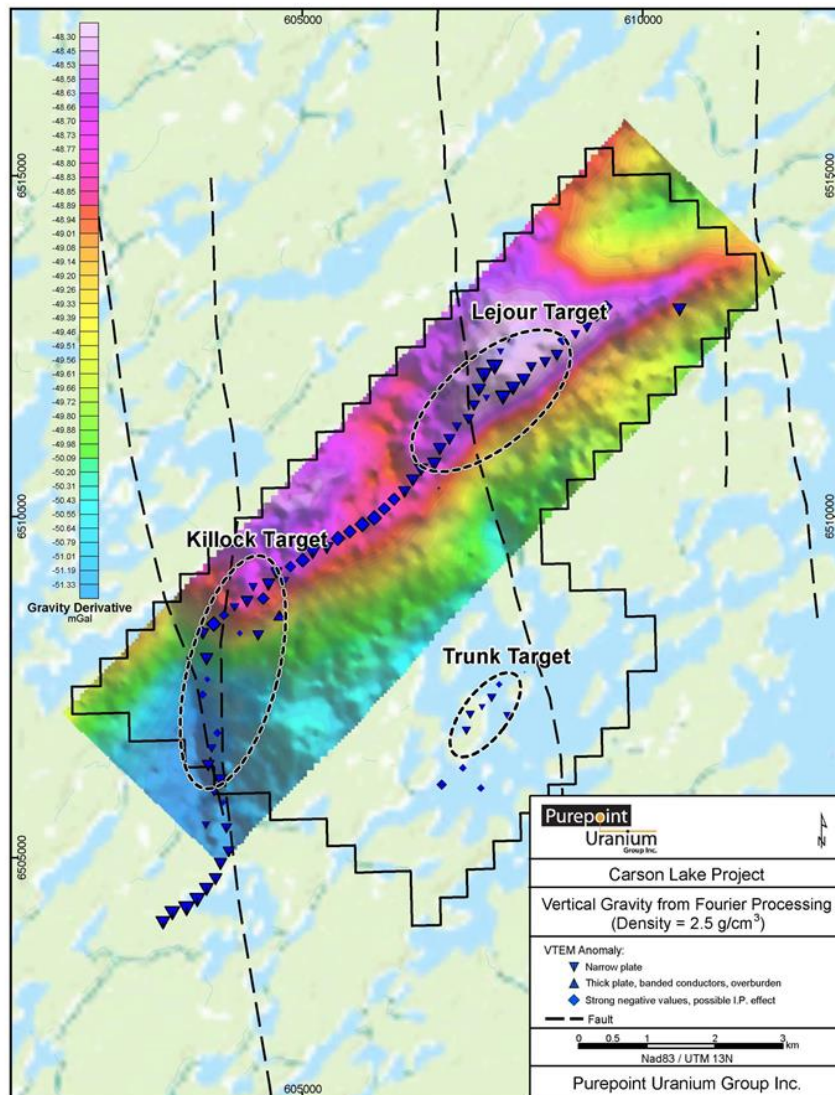 605000
610000
6515000
6515000
6510000
6510000
6505000
6505000
605000
-48.30
-48.45
-48.53
-48.58
-48.63
-48.66
-48.70
-48.73
-48.77
-48.80
-48.83
-48.85
-48.89
-48.94
-49.01
-49.08
-49.14
-49.20
-49.26
-49.33
-49.39
-49.46
-49.56
-49.66
-49.72
-49.80
-49.88
-49.98
-50.09
-50.20
-50.31
-50.43
-50.55
-50.64
-50.79
-51.01
-51.19
-51.33
Gravity Derivative
mGal
Lejour Target
Killock Target
Trunk Target
Purepoint
Uranium
Group Inc.
N
Carson Lake Project
Vertical Gravity from Fourier Processing
(Density = 2.5 g/cm³)
VTEM Anomaly:
Narrow plate
Thick plate, banded conductors, overburden
Strong negative values, possible I.P. effect
Fault
0 0.5 1 2 3
km
Nad83 / UTM 13N
Purepoint Uranium Group Inc.